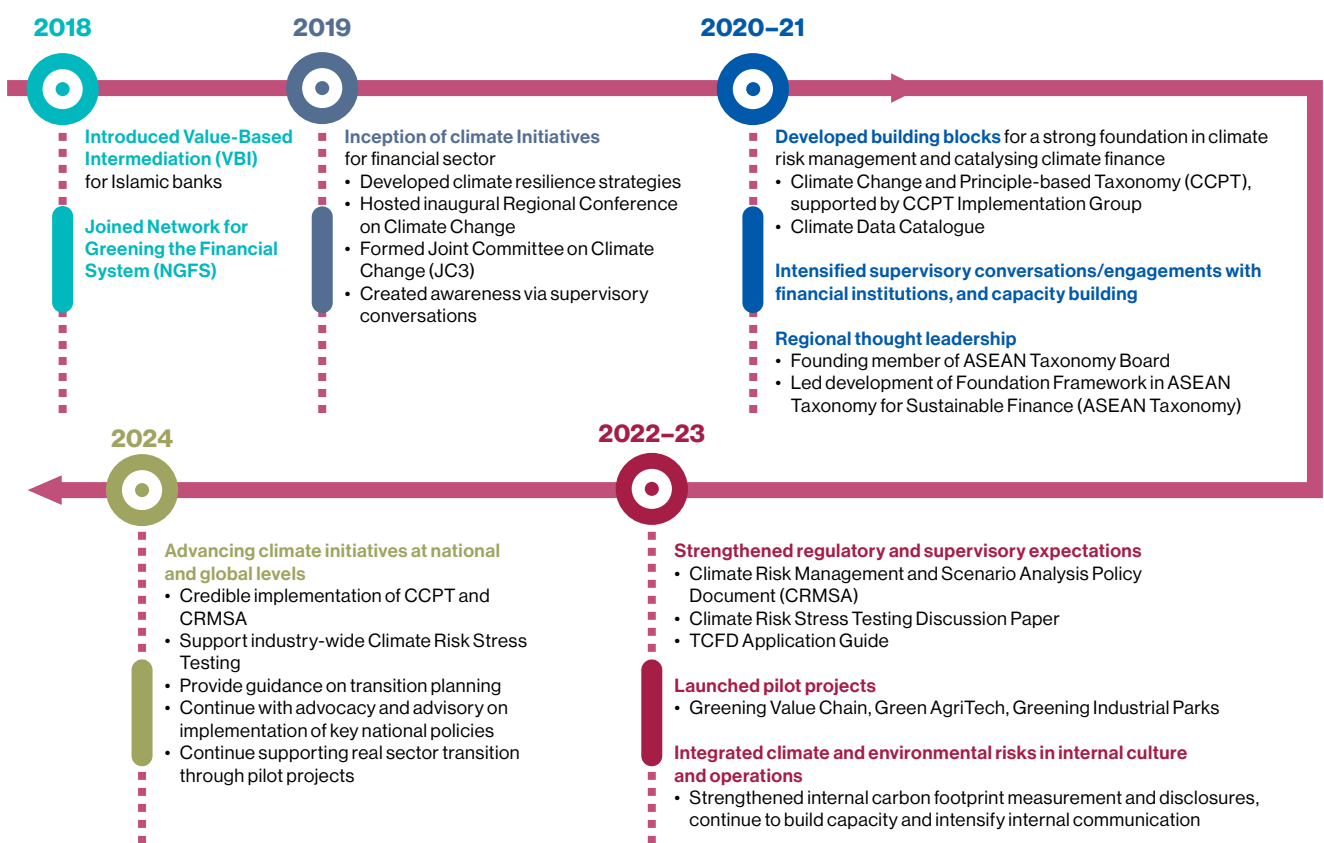 2018
Introduced Value-Based
Intermediation (VBI)
for Islamic banks
Joined Network for
Greening the Financial
System (NGFS)
2019
Inception of climate Initiatives
for financial sector
• Developed climate resilience strategies
• Hosted inaugural Regional Conference
on Climate Change
• Formed Joint Committee on Climate
Change (JC3)
• Created awareness via supervisory
conversations
2020–21
Developed building blocks for a strong foundation in climate
risk management and catalysing climate finance
• Climate Change and Principle-based Taxonomy (CCPT),
supported by CCPT Implementation Group
• Climate Data Catalogue
Intensified supervisory conversations/engagements with
financial institutions, and capacity building
Regional thought leadership
• Founding member of ASEAN Taxonomy Board
• Led development of Foundation Framework in ASEAN
Taxonomy for Sustainable Finance (ASEAN Taxonomy)
2022–23
Strengthened regulatory and supervisory expectations
• Climate Risk Management and Scenario Analysis Policy
Document (CRMSA)
• Climate Risk Stress Testing Discussion Paper
• TCFD Application Guide
Launched pilot projects
• Greening Value Chain, Green AgriTech, Greening Industrial Parks
Integrated climate and environmental risks in internal culture
and operations
• Strengthened internal carbon footprint measurement and disclosures,
continue to build capacity and intensify internal communication
2024
Advancing climate initiatives at national
and global levels
• Credible implementation of CCPT and
CRMSA
• Support industry-wide Climate Risk Stress
Testing
• Provide guidance on transition planning
• Continue with advocacy and advisory on
implementation of key national policies
• Continue supporting real sector transition
through pilot projects